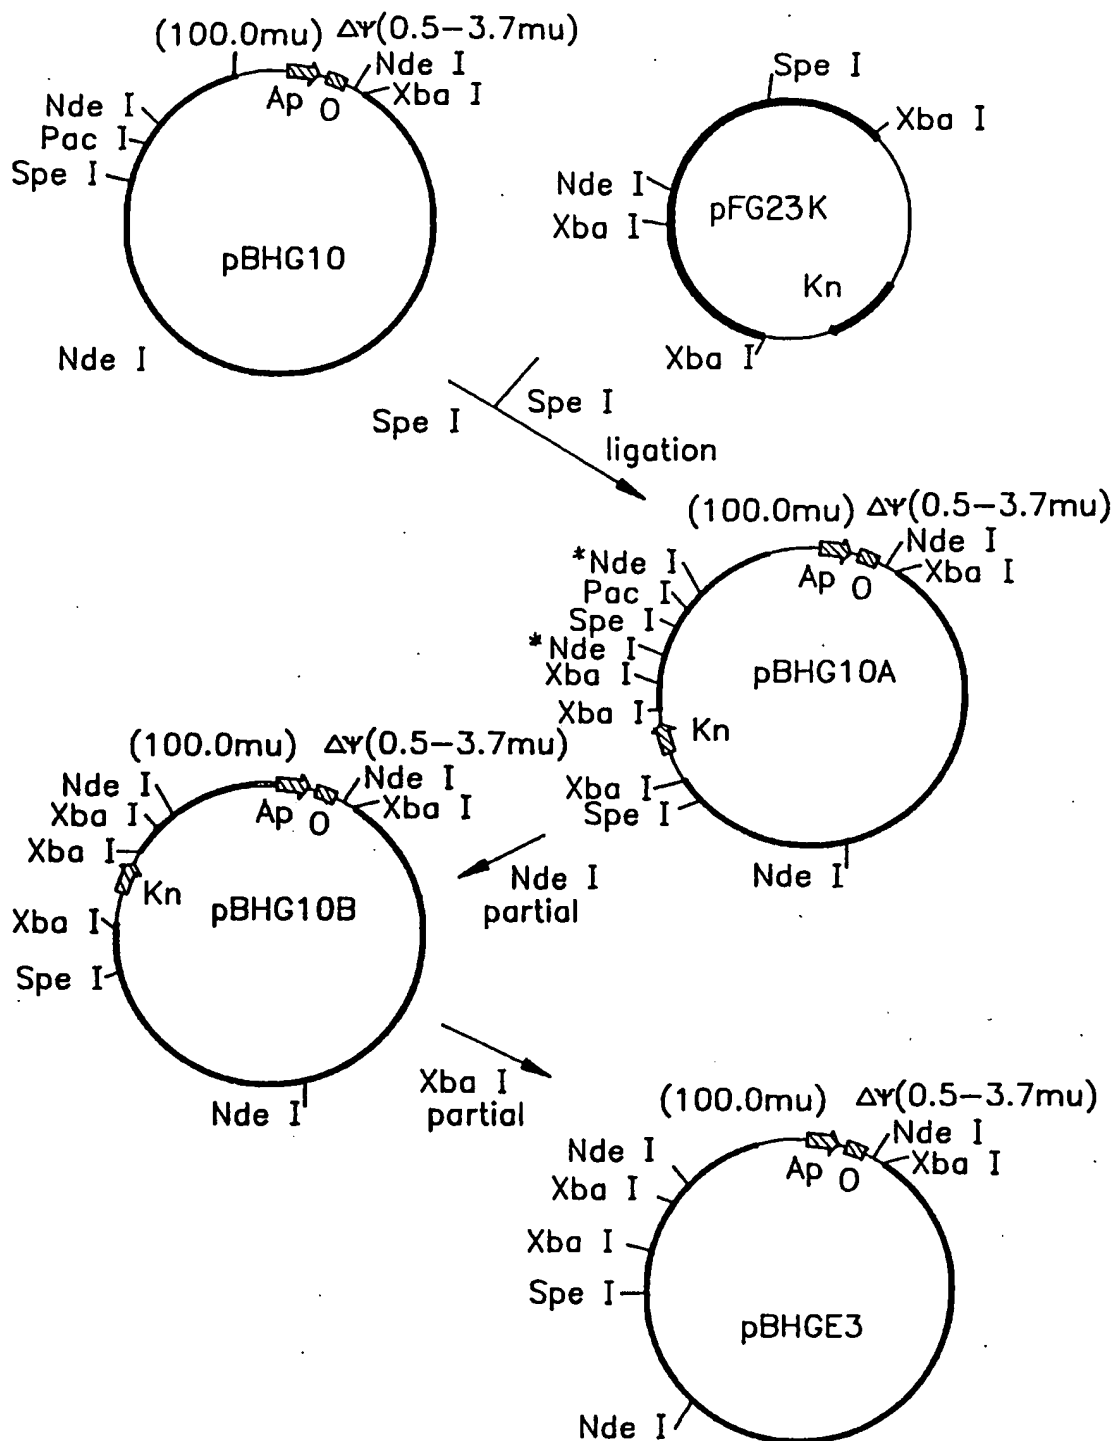 (100.0mu) ΔΨ(0.5–3.7mu)
Nde I
Xba I
Ap O
Nde I
Pac I
Spe I
pBHG10
Nde I
Spe I
Xba I
Nde I
Xba I
pFG23K
Kn
Xba I
Spe I
Spe I
ligation
(100.0mu) ΔΨ(0.5–3.7mu)
Nde I
Xba I
Ap O
*Nde I
Pac I
Spe I
*Nde I
Xba I
Xba I
Kn
pBHG10A
Xba I
Spe I
Nde I
Nde I
partial
(100.0mu) ΔΨ(0.5–3.7mu)
Nde I
Xba I
Ap O
Nde I
Xba I
Xba I
Kn
pBHG10B
Xba I
Spe I
Nde I
Xba I
partial
(100.0mu) ΔΨ(0.5–3.7mu)
Nde I
Xba I
Ap O
Nde I
Xba I
Xba I
Spe I
pBHGE3
Nde I